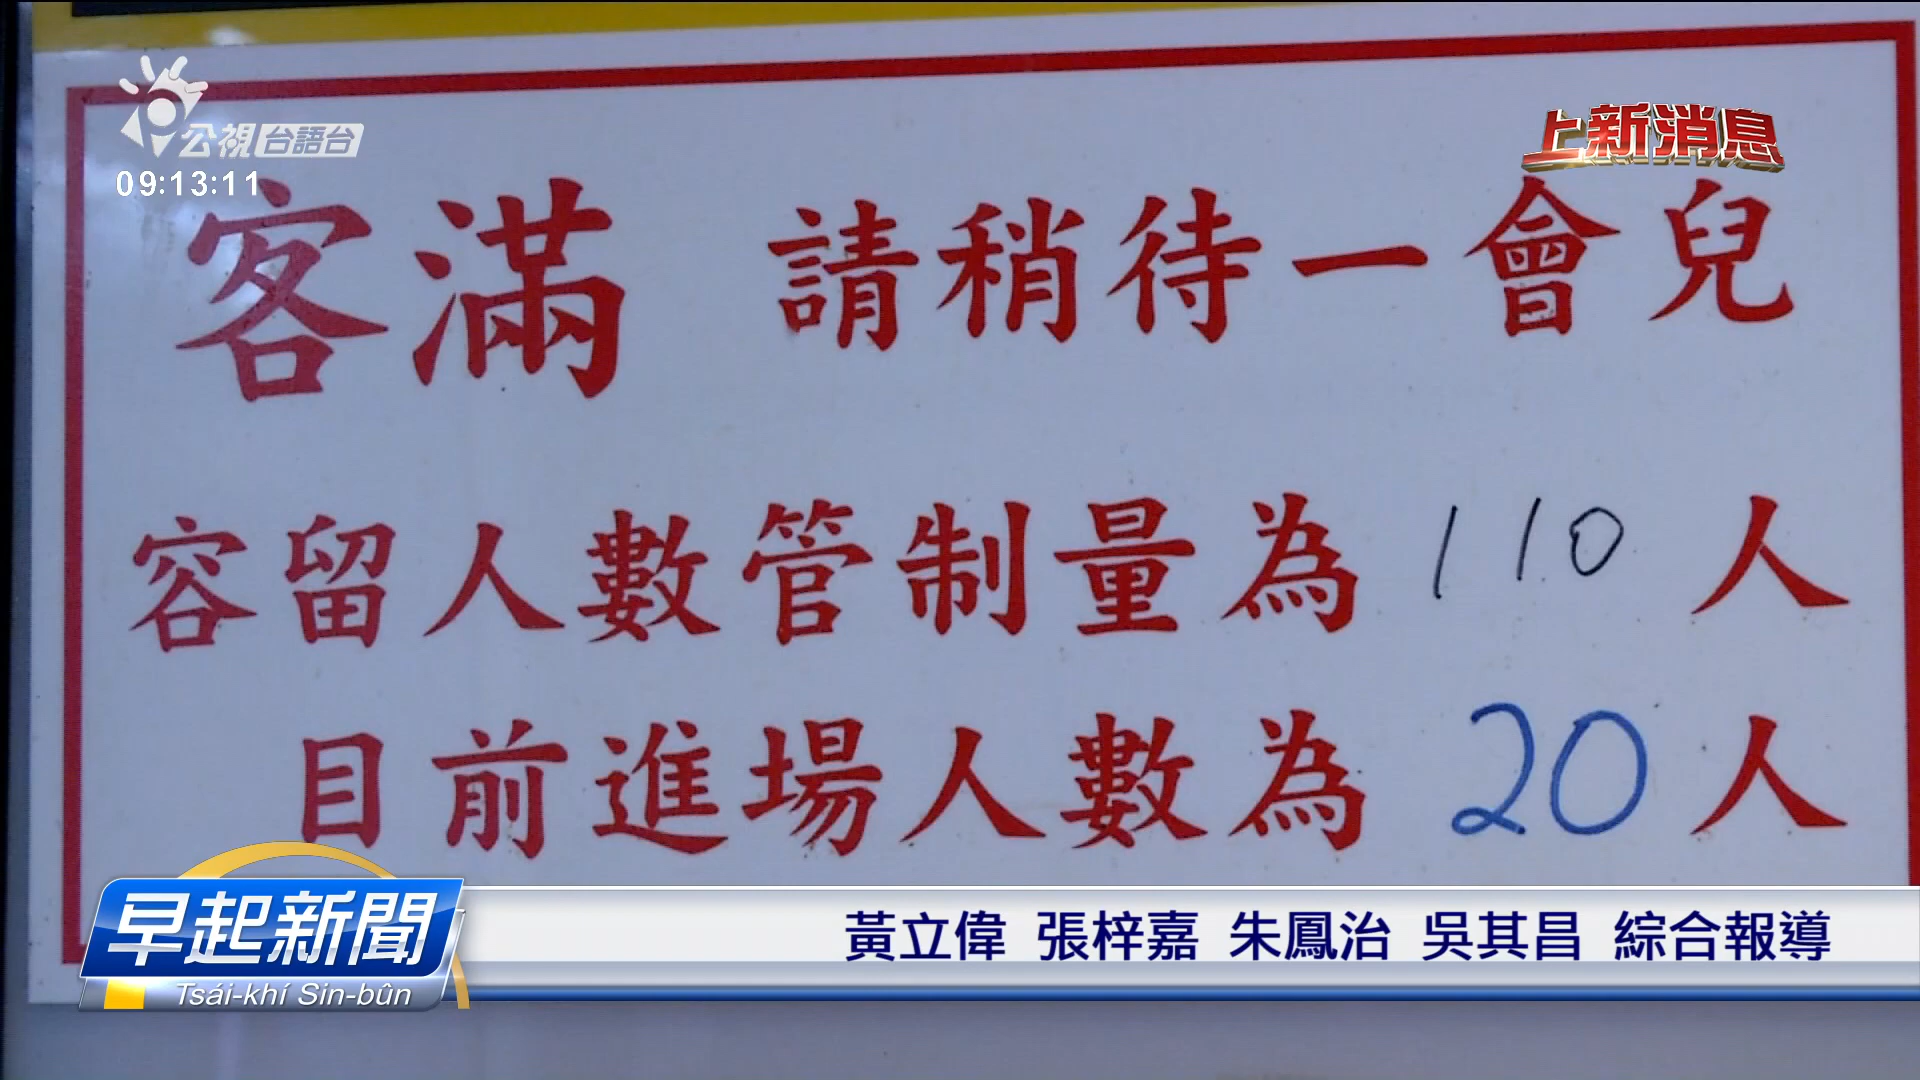 公視台語台
上新消息
09:13:11
客滿 請稍待一會兒
容留人數管制量為 110 人
目前進場人數為 20 人
早起新聞
黃立偉 張梓嘉 朱鳳治 吳其昌 綜合報導
Tsái-khí Sin-bûn